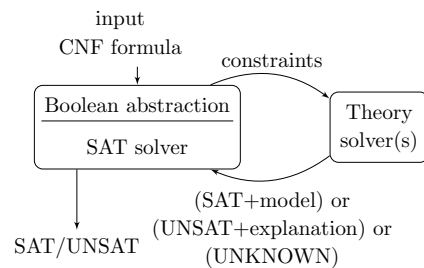 input
CNF formula
constraints
Boolean abstraction
SAT solver
Theory
solver(s)
(SAT+model) or
(UNSAT+explanation) or
(UNKNOWN)
SAT/UNSAT